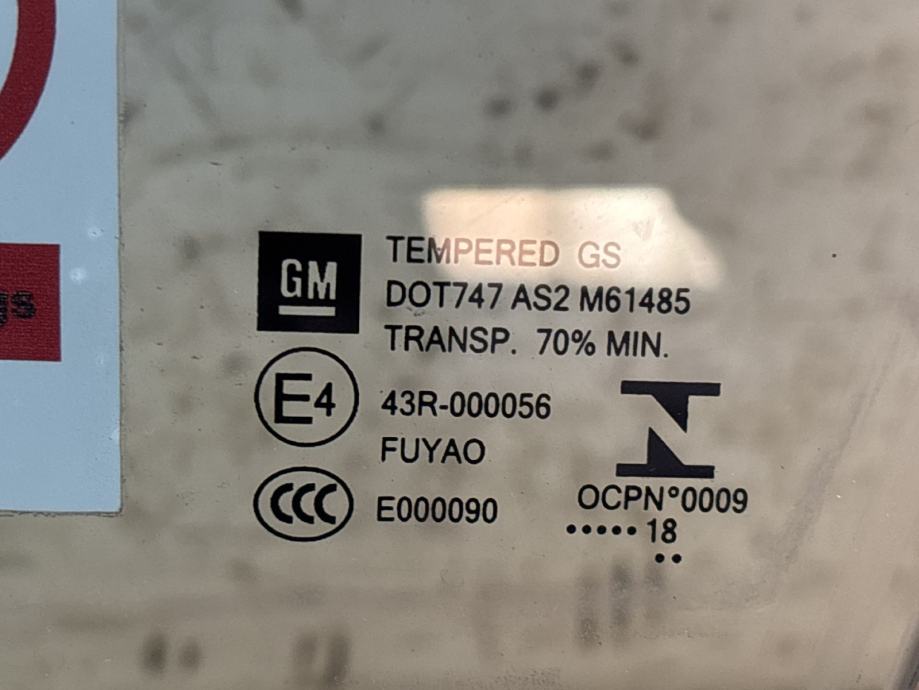 GM
TEMPERED GS
DOT747 AS2 M61485
TRANSP. 70% MIN.
E4
43R-000056
FUYAO
CCC
E000090
OCPN°0009
•••••18
••